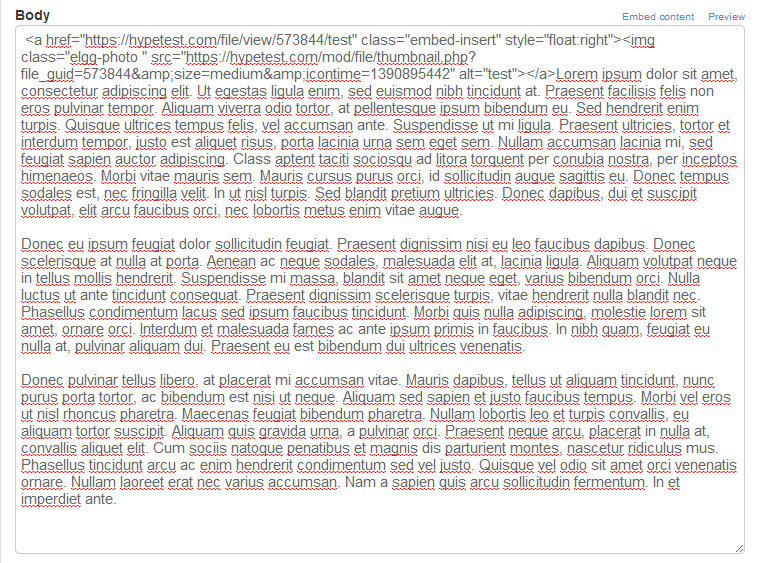 Body
Embed content Preview
<a href="https://hypetest.com/file/view/573844/test" class="embed-insert" style="float:right"><img
class="elgg-photo " src="https://hypetest.com/mod/file/thumbnail.php?
file_guid=573844&amp;size=medium&amp;icontime=1390895442" alt="test"></a>Lorem ipsum dolor sit amet,
consectetur adipiscing elit. Ut egestas ligula enim, sed euismod nibh tincidunt at. Praesent facilisis felis non
eros pulvinar tempor. Aliquam viverra odio tortor, at pellentesque ipsum bibendum eu. Sed hendrerit enim
turpis. Quisque ultrices tempus felis, vel accumsan ante. Suspendisse ut mi ligula. Praesent ultricies, tortor et
interdum tempor, justo est aliquet risus, porta lacinia urna sem eget sem. Nullam accumsan lacinia mi, sed
feugiat sapien auctor adipiscing. Class aptent taciti sociosqu ad litora torquent per conubia nostra, per inceptos
himenaeos. Morbi vitae mauris sem. Mauris cursus purus orci, id sollicitudin augue sagittis eu. Donec tempus
sodales est, nec fringilla velit. In ut nisl turpis. Sed blandit pretium ultricies. Donec dapibus, dui et suscipit
volutpat, elit arcu faucibus orci, nec lobortis metus enim vitae augue.
Donec eu ipsum feugiat dolor sollicitudin feugiat. Praesent dignissim nisi eu leo faucibus dapibus. Donec
scelerisque at nulla at porta. Aenean ac neque sodales, malesuada elit at, lacinia ligula. Aliquam volutpat neque
in tellus mollis hendrerit. Suspendisse mi massa, blandit sit amet neque eget, varius bibendum orci. Nulla
luctus ut ante tincidunt consequat. Praesent dignissim scelerisque turpis, vitae hendrerit nulla blandit nec.
Phasellus condimentum lacus sed ipsum faucibus tincidunt. Morbi quis nulla adipiscing, molestie lorem sit
amet, ornare orci. Interdum et malesuada fames ac ante ipsum primis in faucibus. In nibh quam, feugiat eu
nulla at, pulvinar aliquam dui. Praesent eu est bibendum dui ultrices venenatis.
Donec pulvinar tellus libero, at placerat mi accumsan vitae. Mauris dapibus, tellus ut aliquam tincidunt, nunc
purus porta tortor, ac bibendum est nisi ut neque. Aliquam sed sapien et justo faucibus tempus. Morbi vel eros
ut nisl rhoncus pharetra. Maecenas feugiat bibendum pharetra. Nullam lobortis leo et turpis convallis, eu
aliquam tortor suscipit. Aliquam quis gravida urna, a pulvinar orci. Praesent neque arcu, placerat in nulla at,
convallis aliquet elit. Cum sociis natoque penatibus et magnis dis parturient montes, nascetur ridiculus mus.
Phasellus tincidunt arcu ac enim hendrerit condimentum sed vel justo. Quisque vel odio sit amet orci venenatis
ornare. Nullam laoreet erat nec varius accumsan. Nam a sapien quis arcu sollicitudin fermentum. In et
imperdiet ante.